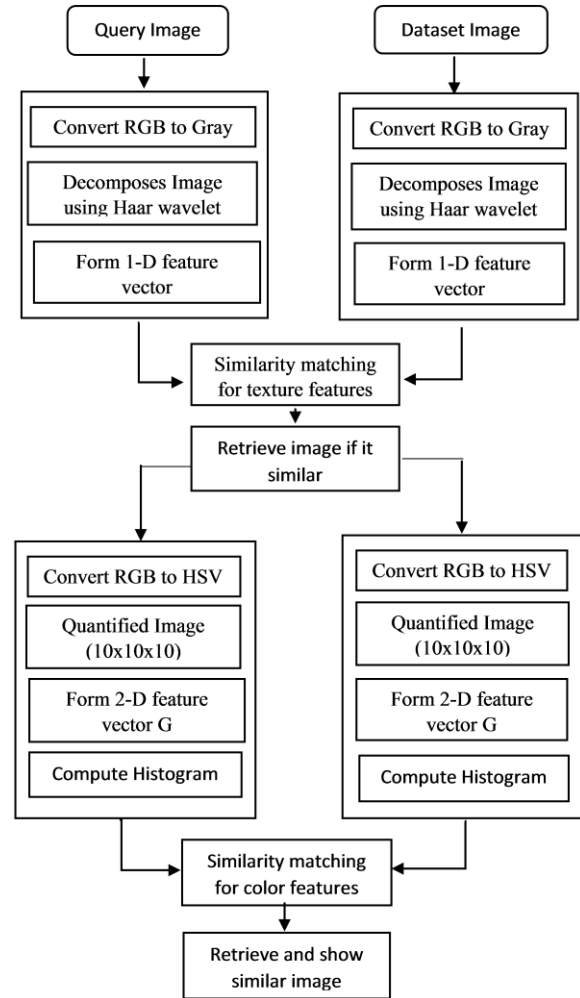 Query Image
Dataset Image
Convert RGB to Gray
Decomposes Image
using Haar wavelet
Form 1-D feature
vector
Convert RGB to Gray
Decomposes Image
using Haar wavelet
Form 1-D feature
vector
Similarity matching
for texture features
Retrieve image if it
similar
Convert RGB to HSV
Quantified Image
(10x10x10)
Form 2-D feature
vector G
Compute Histogram
Convert RGB to HSV
Quantified Image
(10x10x10)
Form 2-D feature
vector G
Compute Histogram
Similarity matching
for color features
Retrieve and show
similar image